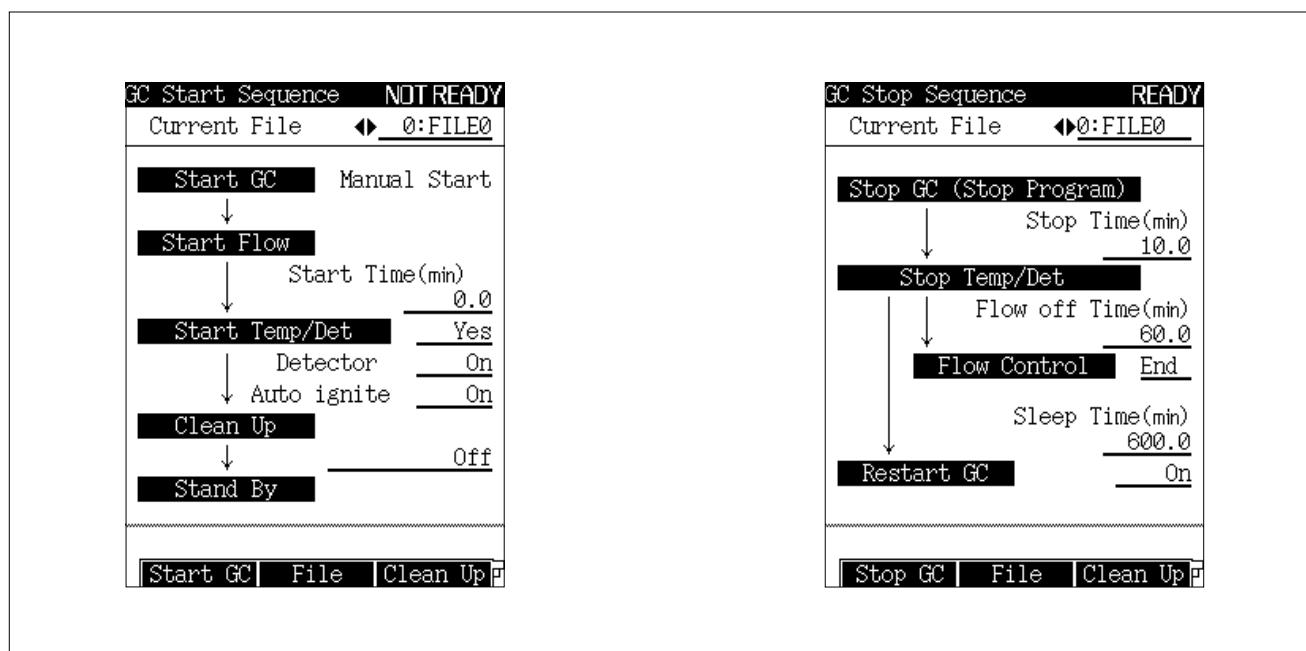 GC Start Sequence NOT READY
Current File 0:FILE0
Start GC Manual Start
Start Flow
Start Time(min)
0.0
Start Temp/Det Yes
Detector On
Auto ignite On
Clean Up
Off
Stand By
Start GC File Clean Up
GC Stop Sequence READY
Current File 0:FILE0
Stop GC (Stop Program)
Stop Time(min)
10.0
Stop Temp/Det
Flow off Time(min)
60.0
Flow Control End
Sleep Time(min)
600.0
Restart GC On
Stop GC File Clean Up